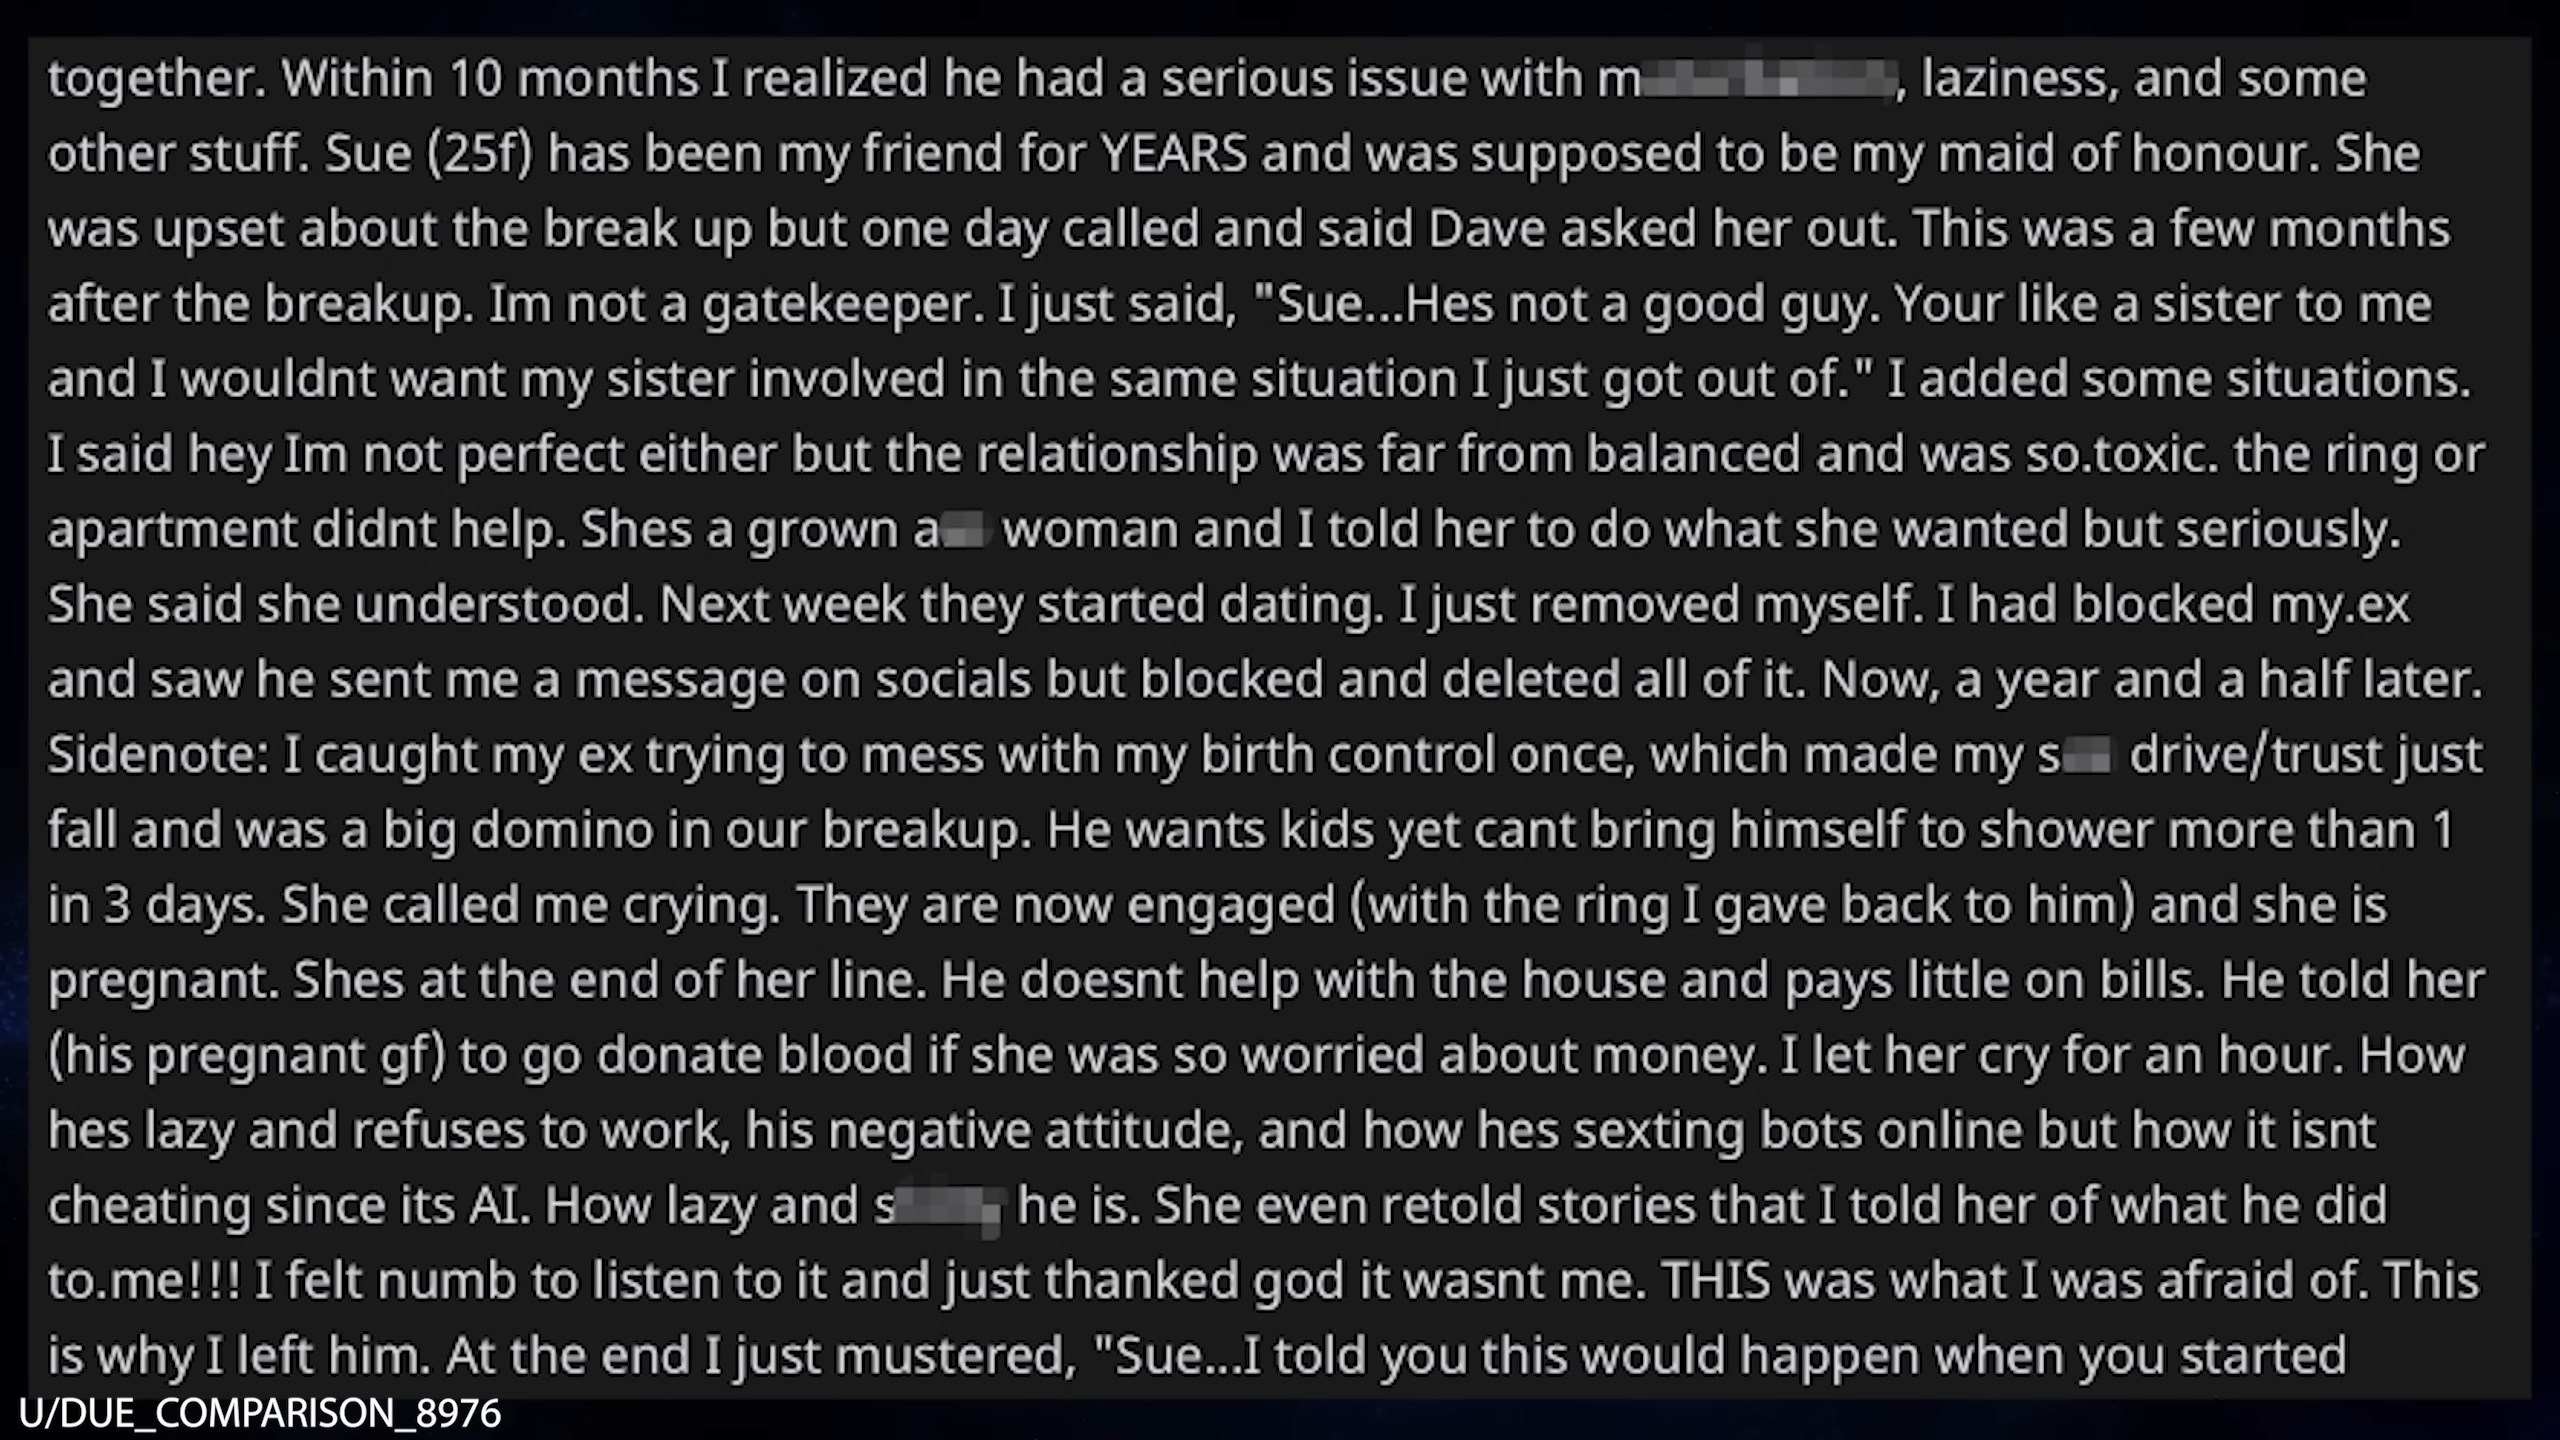 together. Within 10 months I realized he had a serious issue with m, laziness, and some
other stuff. Sue (25f) has been my friend for YEARS and was supposed to be my maid of honour. She
was upset about the break up but one day called and said Dave asked her out. This was a few months
after the breakup. Im not a gatekeeper. I just said, "Sue...Hes not a good guy. Your like a sister to me
and I wouldnt want my sister involved in the same situation I just got out of." I added some situations.
I said hey Im not perfect either but the relationship was far from balanced and was so.toxic. the ring or
apartment didnt help. Shes a grown a woman and I told her to do what she wanted but seriously.
She said she understood. Next week they started dating. I just removed myself. I had blocked my.ex
and saw he sent me a message on socials but blocked and deleted all of it. Now, a year and a half later.
Sidenote: I caught my ex trying to mess with my birth control once, which made my s drive/trust just
fall and was a big domino in our breakup. He wants kids yet cant bring himself to shower more than 1
in 3 days. She called me crying. They are now engaged (with the ring I gave back to him) and she is
pregnant. Shes at the end of her line. He doesnt help with the house and pays little on bills. He told her
(his pregnant gf) to go donate blood if she was so worried about money. I let her cry for an hour. How
hes lazy and refuses to work, his negative attitude, and how hes sexting bots online but how it isnt
cheating since its AI. How lazy and s he is. She even retold stories that I told her of what he did
to.me!!! I felt numb to listen to it and just thanked god it wasnt me. THIS was what I was afraid of. This
is why I left him. At the end I just mustered, "Sue...I told you this would happen when you started
U/DUE_COMPARISON_8976